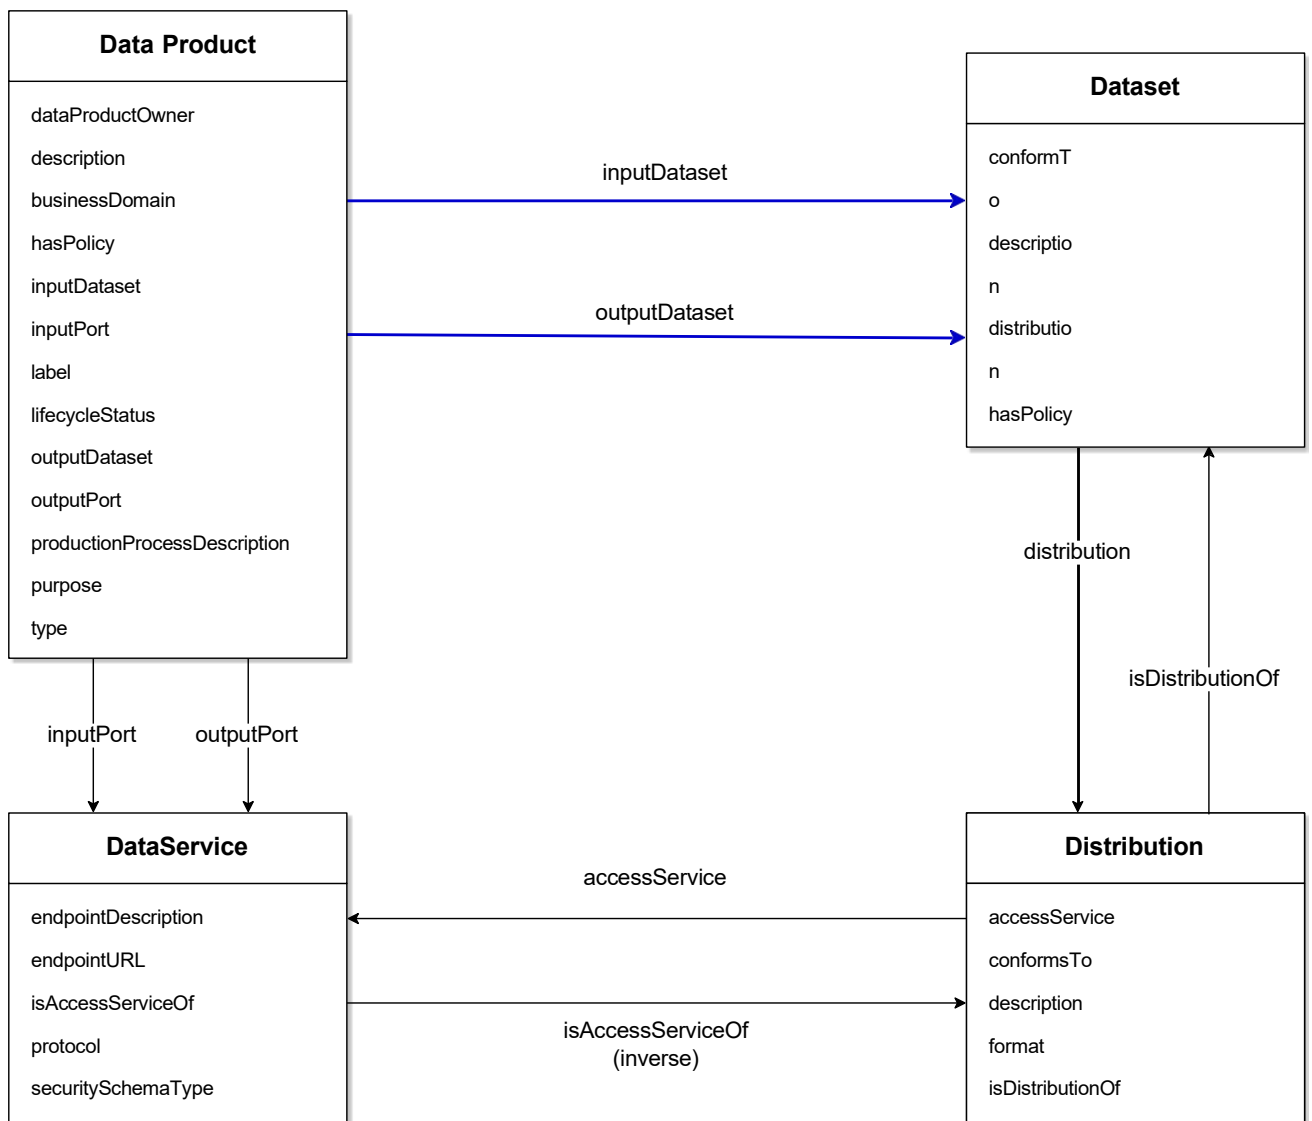 Data Product
dataProductOwner
description
businessDomain
hasPolicy
inputDataset
inputPort
label
lifecycleStatus
outputDataset
outputPort
productionProcessDescription
purpose
type
inputDataset
outputDataset
Dataset
conformT
o
descriptio
n
distributio
n
hasPolicy
distribution
isDistributionOf
inputPort
outputPort
DataService
endpointDescription
endpointURL
isAccessServiceOf
protocol
securitySchemaType
accessService
isAccessServiceOf
(inverse)
Distribution
accessService
conformsTo
description
format
isDistributionOf